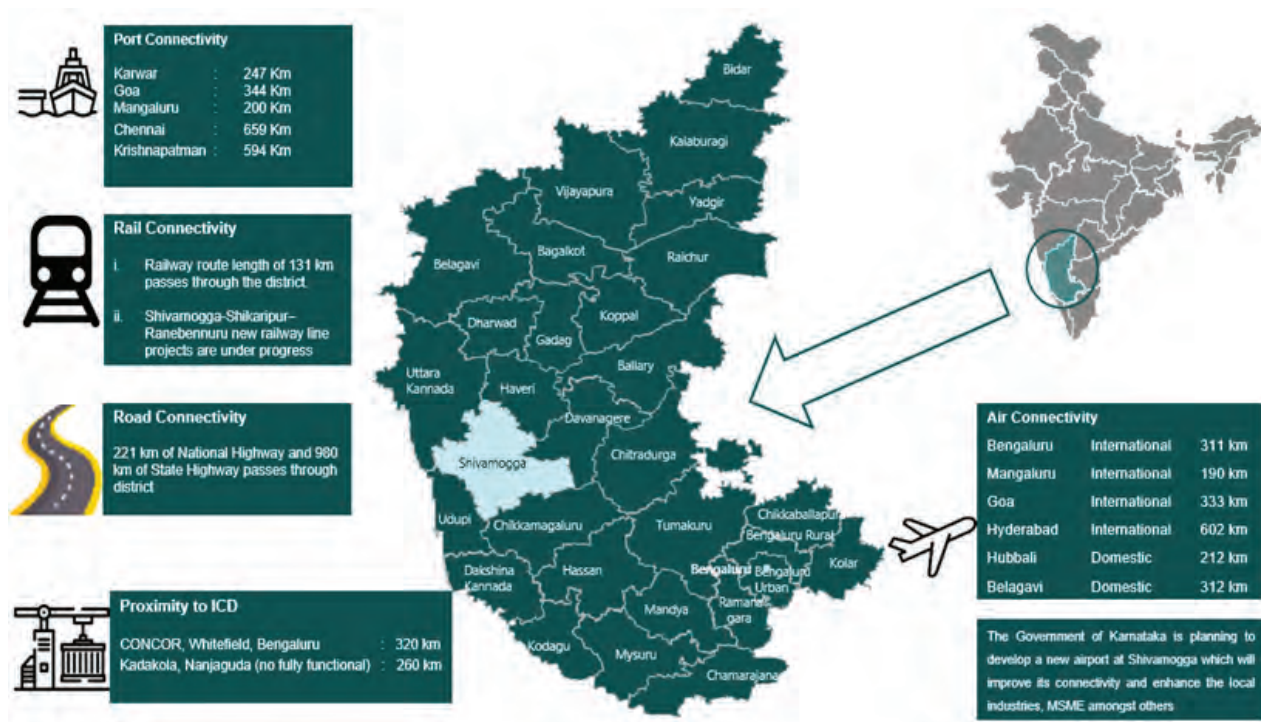 Port Connectivity
Karwar : 247 Km
Goa : 344 Km
Mangaluru : 200 Km
Chennai : 659 Km
Krishnapatman : 594 Km
Rail Connectivity
i. Railway route length of 131 km
passes through the district.
ii. Shivamogga-Shikaripur–
Ranebennuru new railway line
projects are under progress
Road Connectivity
221 km of National Highway and 980
km of State Highway passes through
district
Proximity to ICD
CONCOR, Whitefield, Bengaluru : 320 km
Kadakola, Nanjaguda (no fully functional) : 260 km
Bidar
Kalaburagi
Vijayapura
Yadgir
Bagalkot
Raichur
Belagavi
Koppal
Dharwad
Gadag
Ballary
Uttara
Kannada
Haveri
Davanagere
Shivamogga
Chitradurga
Udupi
Chikkamagaluru
Tumakuru
Chikkaballapur
Bengaluru Rural
Kolar
Dakshina
Kannada
Hassan
Bengaluru
Bengaluru
Urban
Mandya
Ramana
gara
Kodagu
Mysuru
Chamarajana
Air Connectivity
Bengaluru International 311 km
Mangaluru International 190 km
Goa International 333 km
Hyderabad International 602 km
Hubbali Domestic 212 km
Belagavi Domestic 312 km
The Government of Karnataka is planning to
develop a new airport at Shivamogga which will
improve its connectivity and enhance the local
industries, MSME amongst others